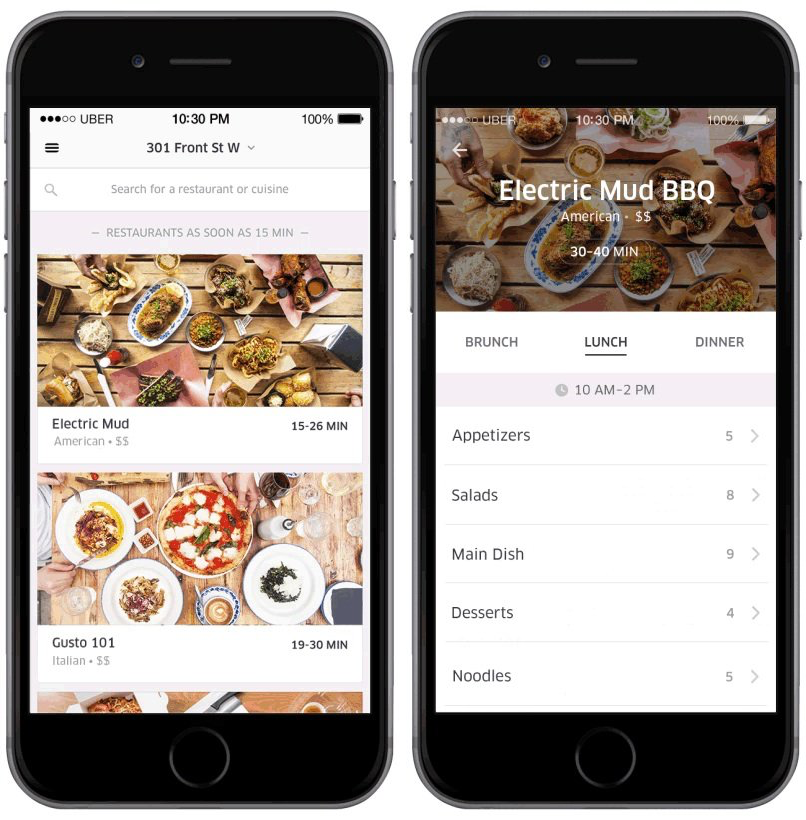 UBER 10:30 PM 100%
301 Front St W
Search for a restaurant or cuisine
– RESTAURANTS AS SOON AS 15 MIN –
Electric Mud 15-26 MIN
American • $$
Gusto 101 19-30 MIN
Italian • $$
UBER 10:30 PM 100%
Electric Mud BBQ
American • $$
30-40 MIN
BRUNCH LUNCH DINNER
10 AM–2 PM
Appetizers 5
Salads 8
Main Dish 9
Desserts 4
Noodles 5